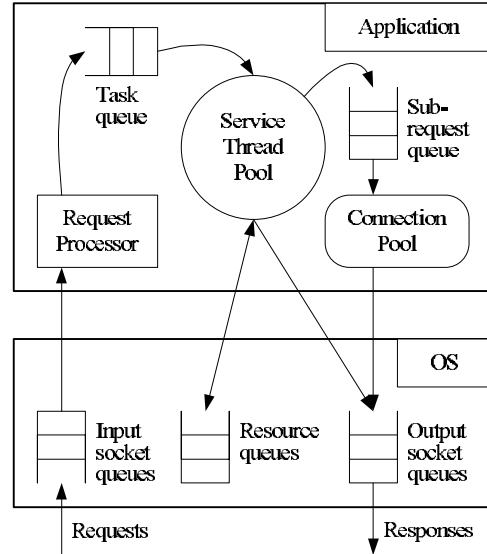 Application
Task
queue
Service
Thread
Pool
Sub-
request
queue
Request
Processor
Connection
Pool
OS
Input
socket
queues
Resource
queues
Output
socket
queues
Requests
Responses